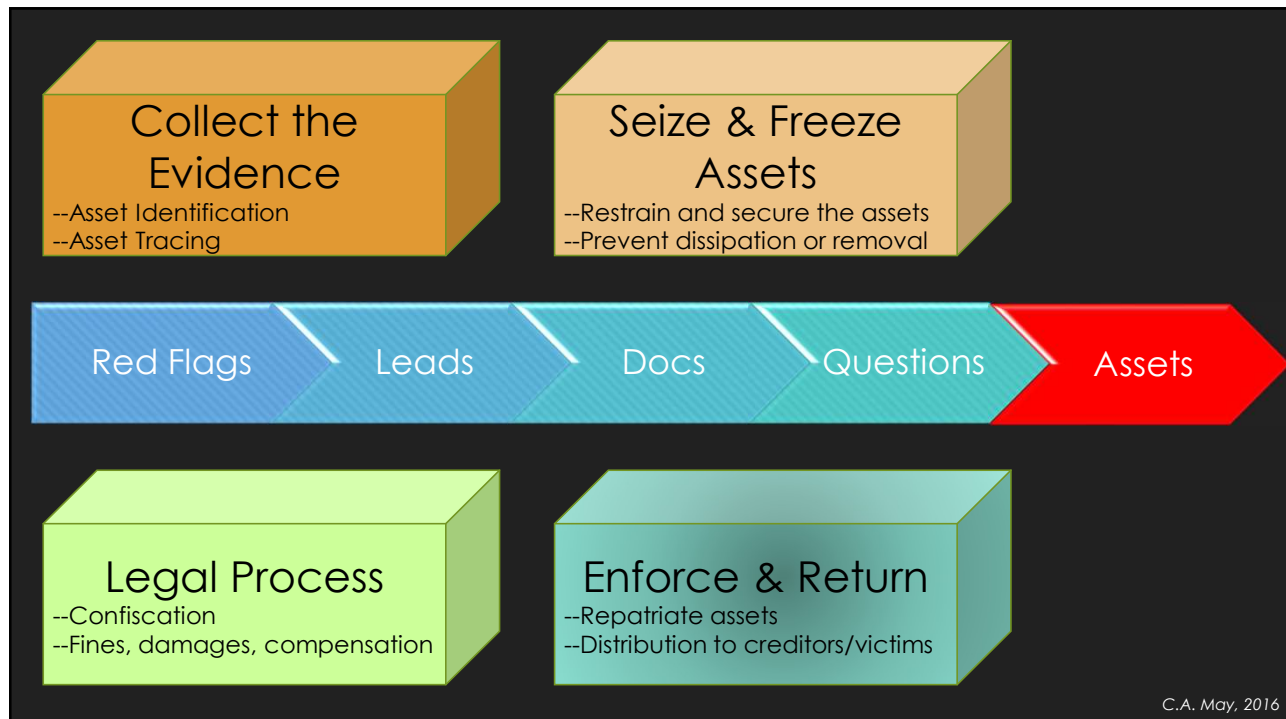 Collect the
Evidence
--Asset Identification
--Asset Tracing
Seize & Freeze
Assets
--Restrain and secure the assets
--Prevent dissipation or removal
Red Flags
Leads
Docs
Questions
Assets
Legal Process
--Confiscation
--Fines, damages, compensation
Enforce & Return
--Repatriate assets
--Distribution to creditors/victims
C.A. May, 2016